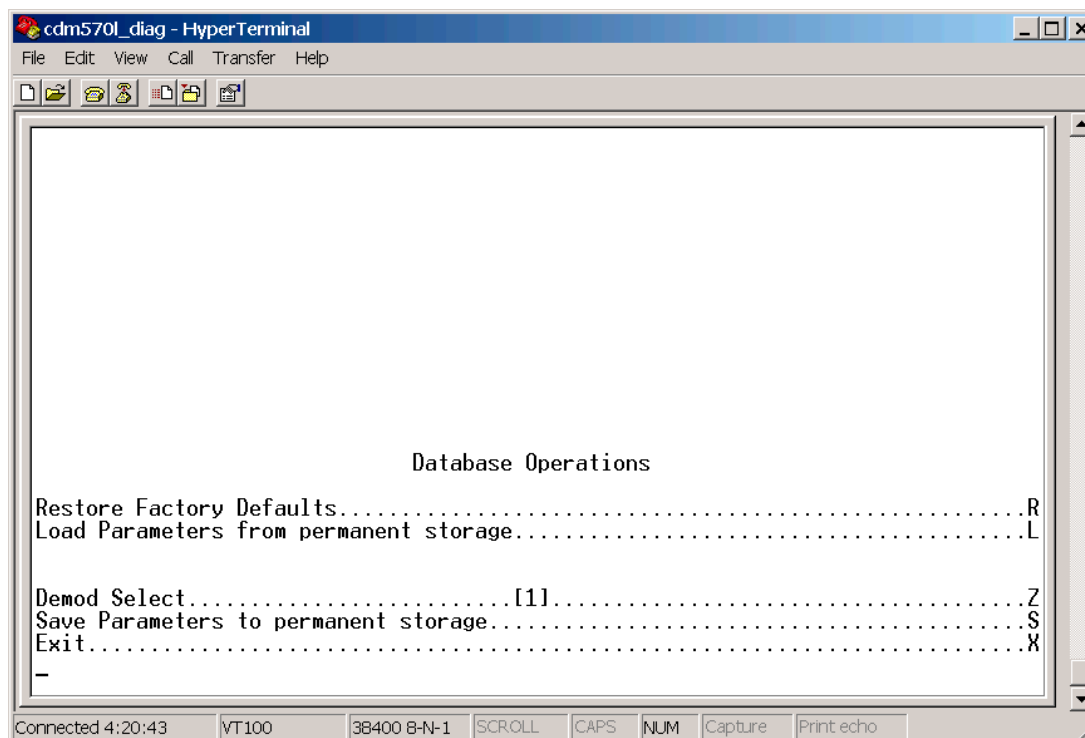 cdm570l_diag - HyperTerminal
File Edit View Call Transfer Help
Database Operations
Restore Factory Defaults.......................................................R
Load Parameters from permanent storage.........................................L
Demod Select..........................[1]......................................Z
Save Parameters to permanent storage...........................................S
Exit...........................................................................X
_
Connected 4:20:43 VT100 38400 8-N-1 SCROLL CAPS NUM Capture Print echo